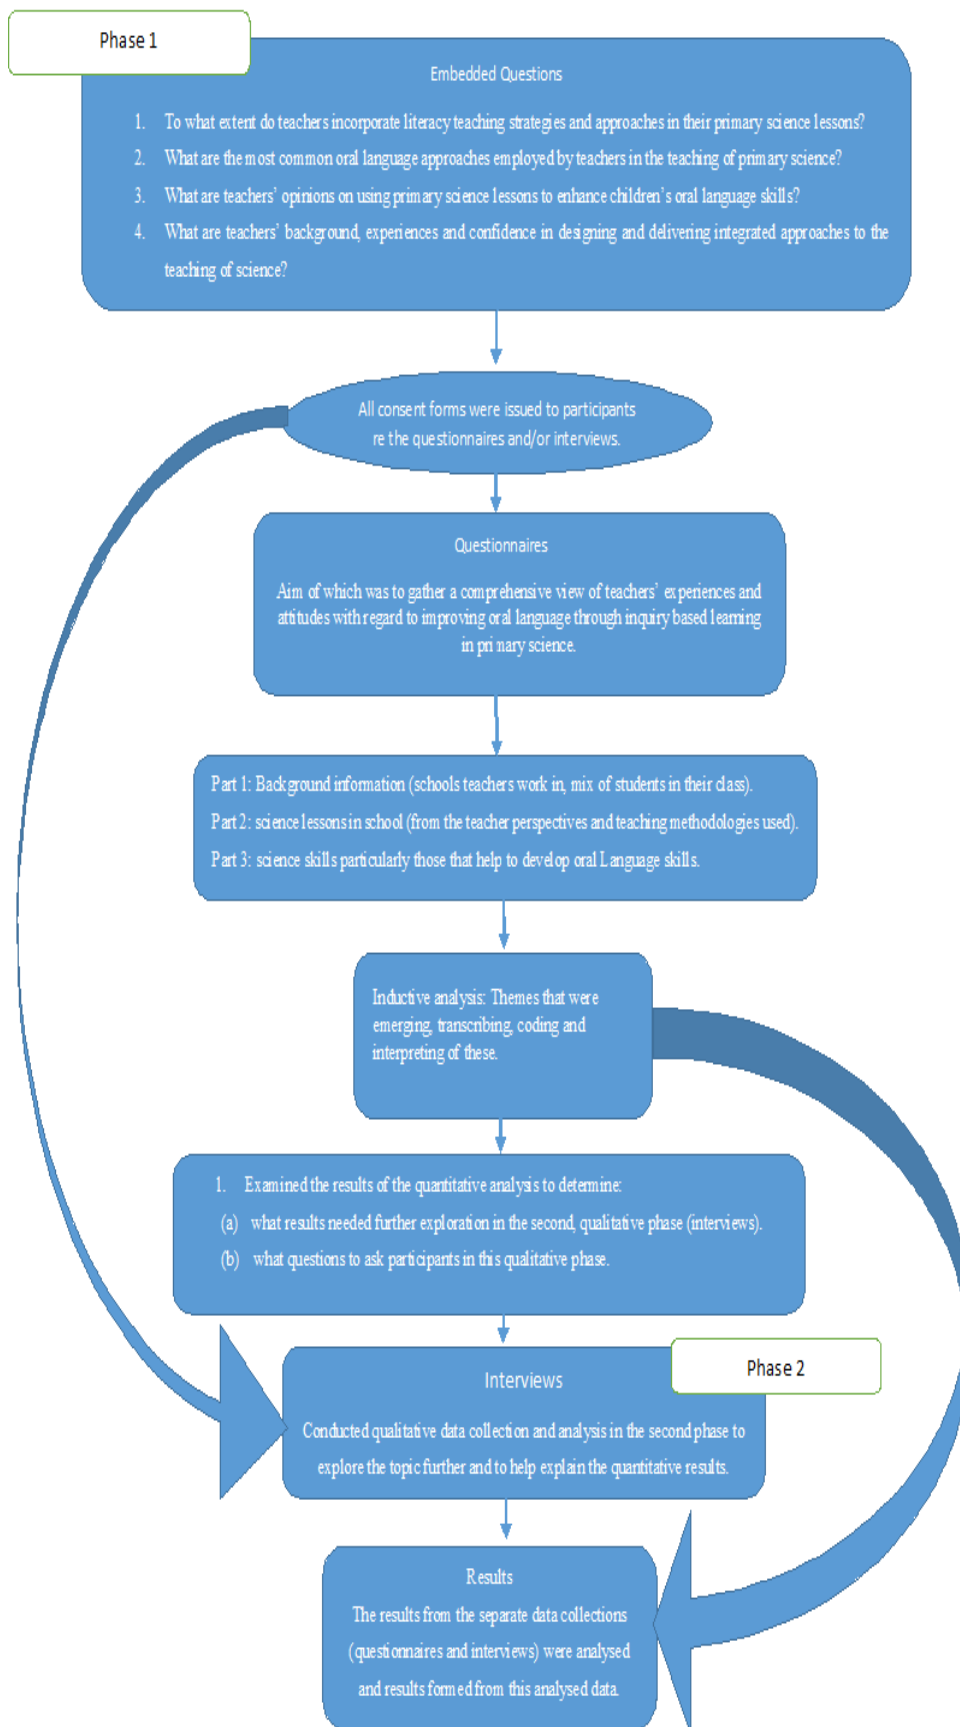 Phase 1
Embedded Questions
1. To what extent do teachers incorporate literacy teaching strategies and approaches in their primary science lessons?
2. What are the most common oral language approaches employed by teachers in the teaching of primary science?
3. What are teachers' opinions on using primary science lessons to enhance children's oral language skills?
4. What are teachers' background, experiences and confidence in designing and delivering integrated approaches to the
teaching of science?
All consent forms were issued to participants
re the questionnaires and/or interviews.
Questionnaires
Aim of which was to gather a comprehensive view of teachers' experiences and
attitudes with regard to improving oral language through inquiry based learning
in primary science.
Part 1: Background information (schools teachers work in, mix of students in their class).
Part 2: science lessons in school (from the teacher perspectives and teaching methodologies used).
Part 3: science skills particularly those that help to develop oral Language skills.
Inductive analysis: Themes that were
emerging, transcribing, coding and
interpreting of these.
1. Examined the results of the quantitative analysis to determine:
(a) what results needed further exploration in the second, qualitative phase (interviews).
(b) what questions to ask participants in this qualitative phase.
Phase 2
Interviews
Conducted qualitative data collection and analysis in the second phase to
explore the topic further and to help explain the quantitative results.
Results
The results from the separate data collections
(questionnaires and interviews) were analysed
and results formed from this analysed data.